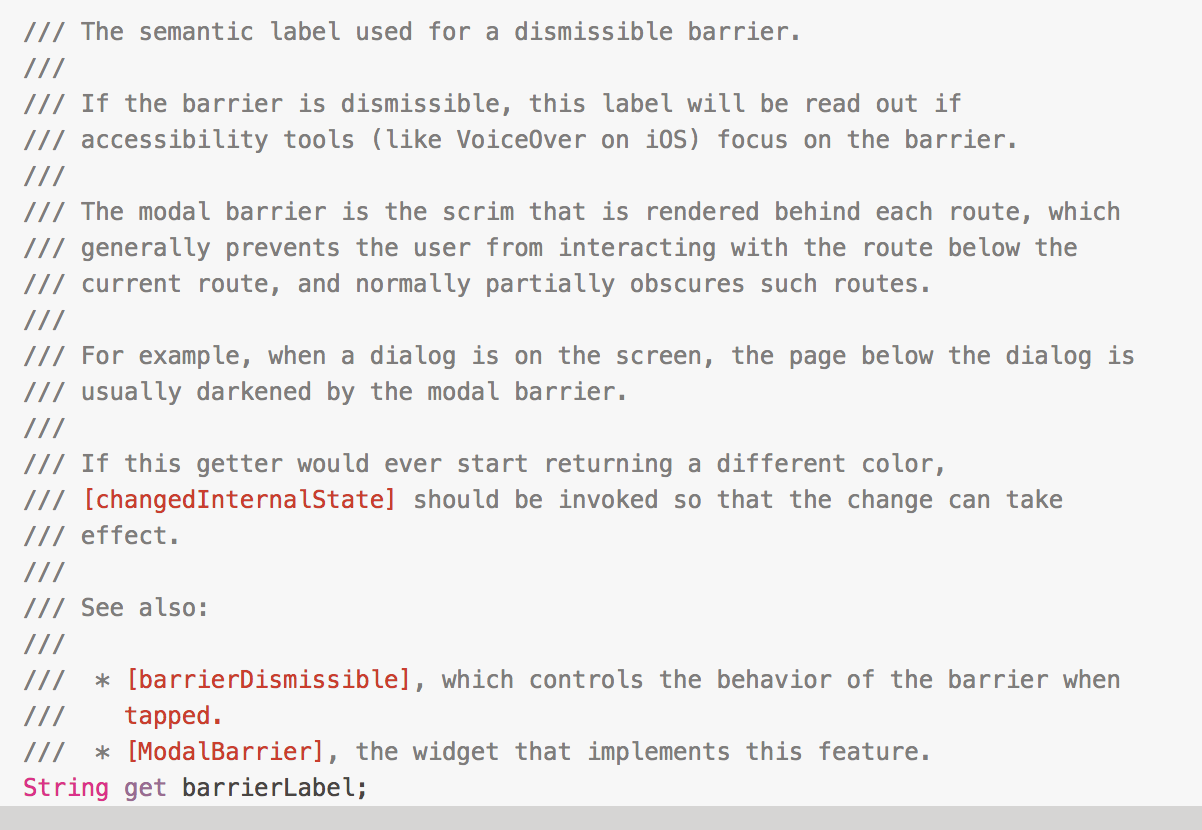 /// The semantic label used for a dismissible barrier.
///
/// If the barrier is dismissible, this label will be read out if
/// accessibility tools (like VoiceOver on iOS) focus on the barrier.
///
/// The modal barrier is the scrim that is rendered behind each route, which
/// generally prevents the user from interacting with the route below the
/// current route, and normally partially obscures such routes.
///
/// For example, when a dialog is on the screen, the page below the dialog is
/// usually darkened by the modal barrier.
///
/// If this getter would ever start returning a different color,
/// [changedInternalState] should be invoked so that the change can take
/// effect.
///
/// See also:
///
///  * [barrierDismissible], which controls the behavior of the barrier when
///    tapped.
///  * [ModalBarrier], the widget that implements this feature.
String get barrierLabel;